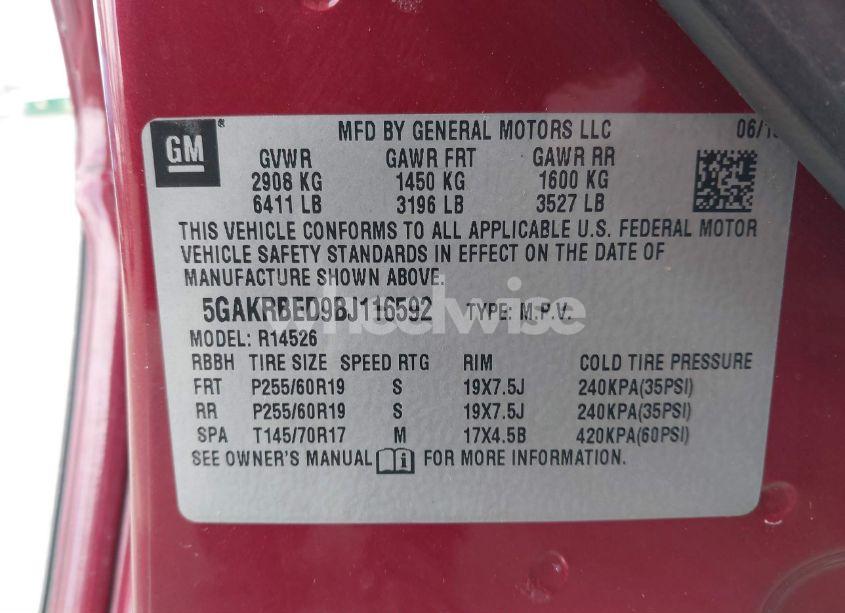 GM
MFD BY GENERAL MOTORS LLC 06/1
GVWR GAWR FRT GAWR RR
2908 KG 1450 KG 1600 KG
6411 LB 3196 LB 3527 LB
THIS VEHICLE CONFORMS TO ALL APPLICABLE U.S. FEDERAL MOTOR
VEHICLE SAFETY STANDARDS IN EFFECT ON THE DATE OF
MANUFACTURE SHOWN ABOVE.
5GAKRBED9BJ116592 TYPE: M.P.V.
wheelwise
MODEL: R14526
RBBH TIRE SIZE SPEED RTG RIM COLD TIRE PRESSURE
FRT P255/60R19 S 19X7.5J 240KPA(35PSI)
RR P255/60R19 S 19X7.5J 240KPA(35PSI)
SPA T145/70R17 M 17X4.5B 420KPA(60PSI)
SEE OWNER'S MANUAL FOR MORE INFORMATION.